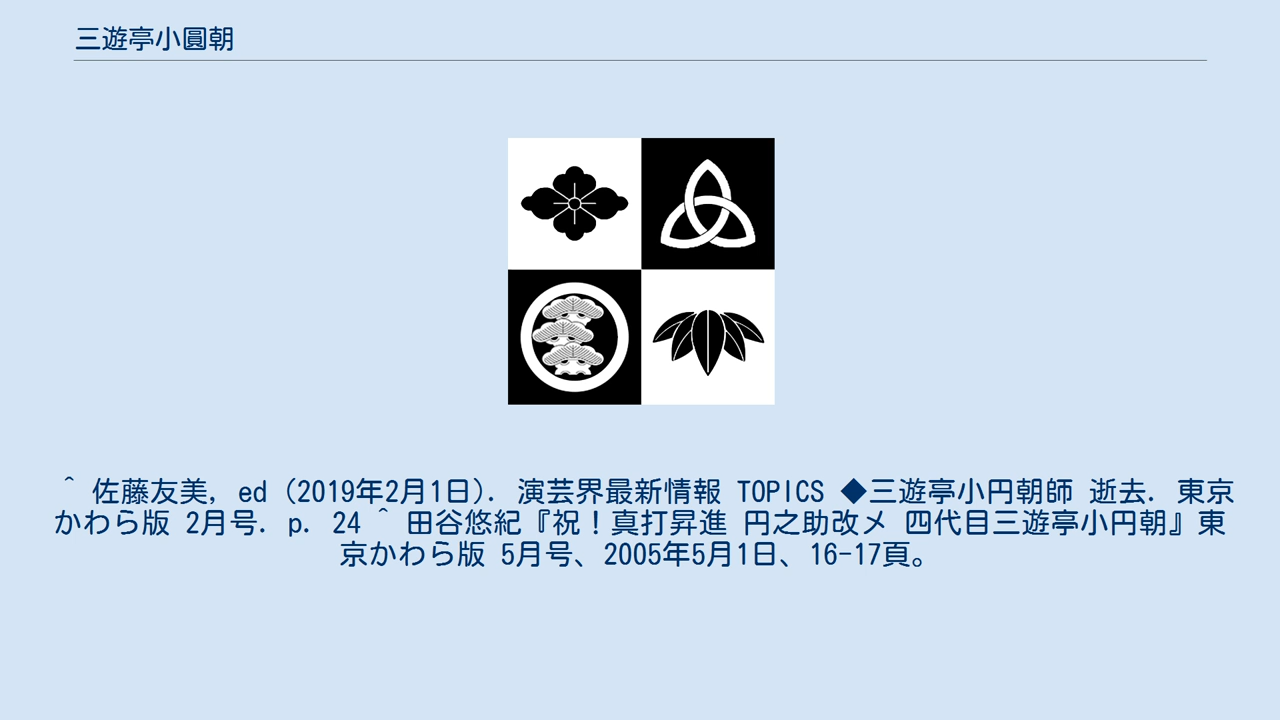 三遊亭小圓朝
^ 佐藤友美, ed (2019年2月1日). 演芸界最新情報 TOPICS ◆三遊亭小円朝師 逝去. 東京
かわら版 2月号. p. 24 ^ 田谷悠紀『祝！真打昇進 円之助改メ 四代目三遊亭小円朝』東
京かわら版 5月号、2005年5月1日、16-17頁。